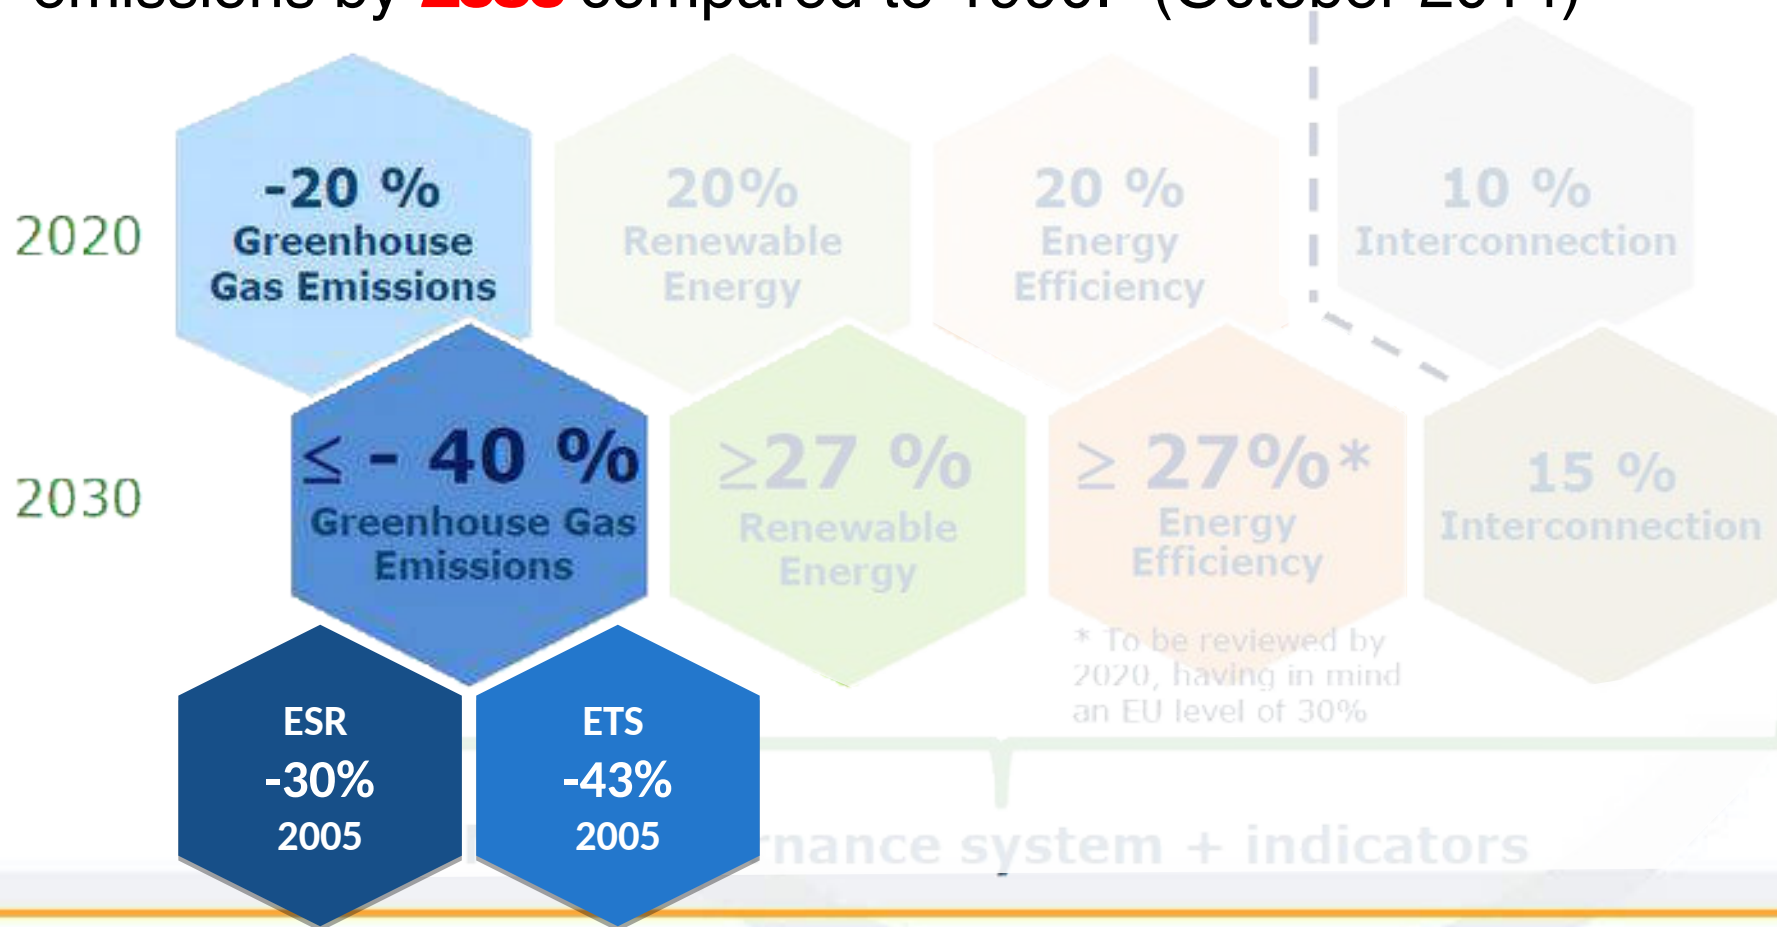 emissions by 2030 compared to 1990." (October 2014)
2020
-20 %
Greenhouse
Gas Emissions
20%
Renewable
Energy
20 %
Energy
Efficiency
10 %
Interconnection
2030
≤ - 40 %
Greenhouse Gas
Emissions
≥27 %
Renewable
Energy
≥ 27%*
Energy
Efficiency
15 %
Interconnection
* To be reviewed by
2020, having in mind
an EU level of 30%
ESR
-30%
2005
ETS
-43%
2005
system + indicators